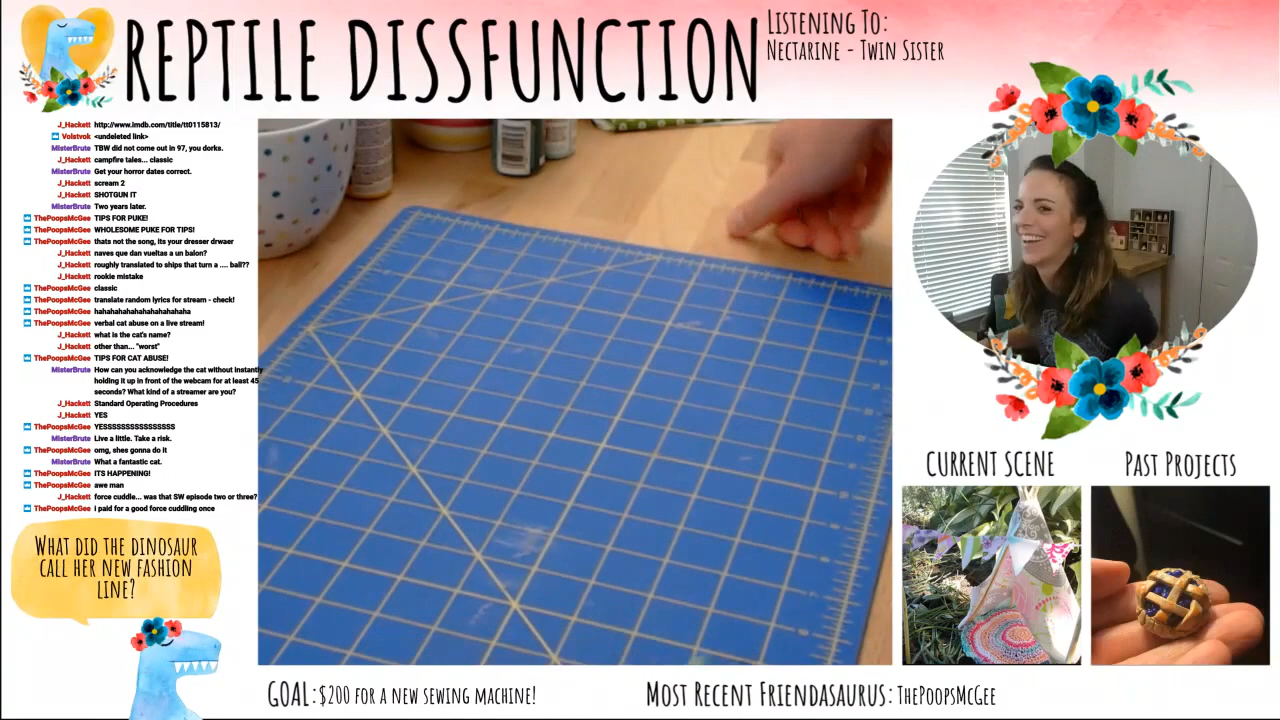 REPTILE DISSFUNCTION
LISTENING TO:
NECTARINE - TWIN SISTER
J_Hackett http://www.imdb.com/title/tt0115813/
Volstvok <undeleted link>
MisterBrute TBW did not come out in 97, you dorks.
J_Hackett campfire tales... classic
MisterBrute Get your horror dates correct.
J_Hackett scream 2
J_Hackett SHOTGUN IT
MisterBrute Two years later.
ThePoopsMcGee TIPS FOR PUKE!
ThePoopsMcGee WHOLESOME PUKE FOR TIPS!
ThePoopsMcGee thats not the song, its your dresser drwaer
J_Hackett naves que dan vueltas a un balon?
J_Hackett roughly translated to ships that turn a .... ball??
J_Hackett rookie mistake
ThePoopsMcGee classic
ThePoopsMcGee translate random lyrics for stream - check!
ThePoopsMcGee hahahahahahahahahahaha
ThePoopsMcGee verbal cat abuse on a live stream!
J_Hackett what is the cat's name?
J_Hackett other than... "worst"
ThePoopsMcGee TIPS FOR CAT ABUSE!
MisterBrute How can you acknowledge the cat without instantly
holding it up in front of the webcam for at least 45
seconds? What kind of a streamer are you?
J_Hackett Standard Operating Procedures
J_Hackett YES
ThePoopsMcGee YESSSSSSSSSSSSSSSS
MisterBrute Live a little. Take a risk.
ThePoopsMcGee omg, shes gonna do it
MisterBrute What a fantastic cat.
ThePoopsMcGee ITS HAPPENING!
ThePoopsMcGee awe man
J_Hackett force cuddle... was that SW episode two or three?
ThePoopsMcGee i paid for a good force cuddling once
WHAT DID THE DINOSAUR
CALL HER NEW FASHION
LINE?
CURRENT SCENE
PAST PROJECTS
GOAL: $200 FOR A NEW SEWING MACHINE!
MOST RECENT FRIENDASAURUS: THEPOOPSMCGEE